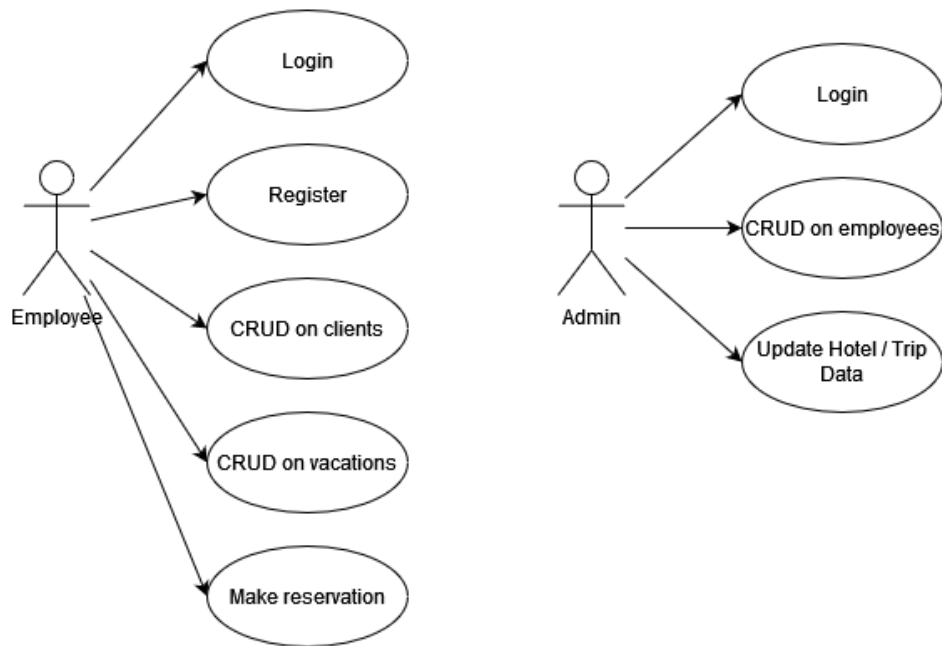 Login
Register
CRUD on clients
CRUD on vacations
Make reservation
Employee
Login
CRUD on employees
Update Hotel / Trip
Data
Admin